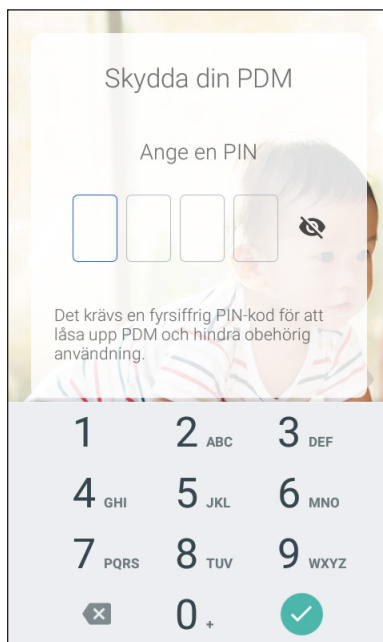 Skydda din PDM
Ange en PIN
Det krävs en fyrsiffrig PIN-kod för att
låsa upp PDM och hindra obehörig
användning.
1 2 ABC 3 DEF
4 GHI 5 JKL 6 MNO
7 PQRS 8 TUV 9 WXYZ
0 +